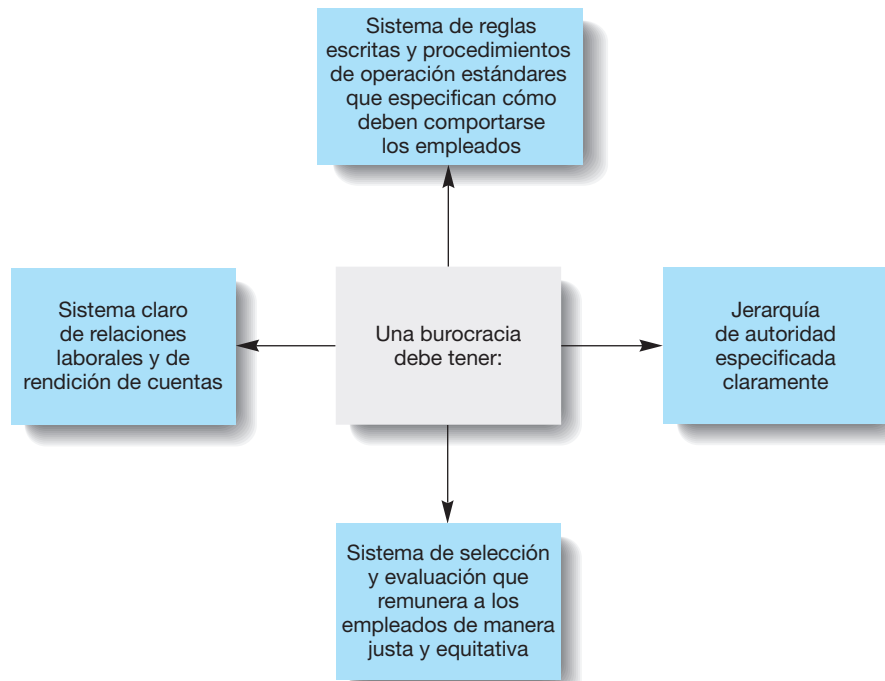 Sistema de reglas
escritas y procedimientos
de operación estándares
que especifican cómo
deben comportarse
los empleados
Sistema claro
de relaciones
laborales y de
rendición de cuentas
Una burocracia
debe tener:
Jerarquía
de autoridad
especificada
claramente
Sistema de selección
y evaluación que
remunera a los
empleados de manera
justa y equitativa